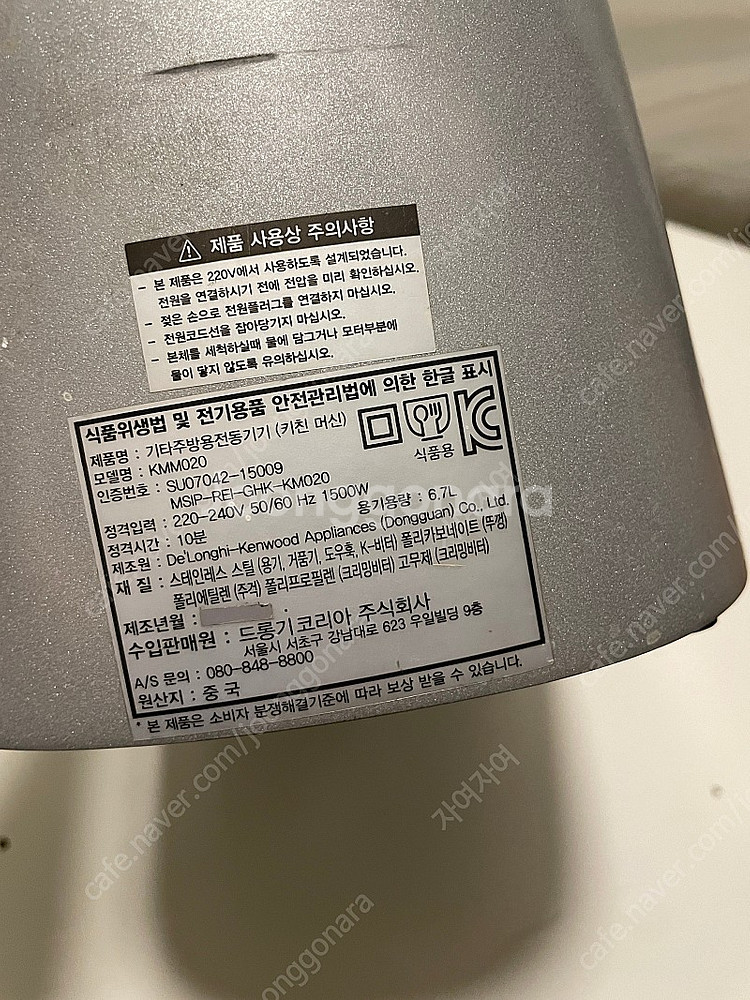 제품 사용상 주의사항
- 본 제품은 220V에서 사용하도록 설계되었습니다.
전원을 연결하시기 전에 전압을 미리 확인하십시오.
- 젖은 손으로 전원플러그를 연결하지 마십시오.
- 전원코드선을 잡아당기지 마십시오.
- 본체를 세척하실때 물에 담그거나 모터부분에
물이 닿지 않도록 유의하십시오.
식품위생법 및 전기용품 안전관리법에 의한 한글 표시
제품명 : 기타주방용전동기기 (키친 머신)
모델명 : KMM020
식품용
인증번호 : SU07042-15009
MSIP-REI-GHK-KM020
정격입력 : 220-240V 50/60 Hz 1500W
정격시간 : 10분 용기용량 : 6.7L
제조원 : De'Longhi-Kenwood Appliances (Dongguan) Co., Ltd.
재 질 : 스테인레스 스틸 (용기, 거품기, 도우훅, K-비터) 폴리카보네이트 (뚜껑)
폴리에틸렌 (주걱) 폴리프로필렌 (크리밍비터) 고무제 (크리밍비터)
제조년월 :
수입판매원 : 드롱기코리아 주식회사
서울시 서초구 강남대로 623 우일빌딩 9층
A/S 문의 : 080-848-8800
원산지 : 중 국
* 본 제품은 소비자 분쟁해결기준에 따라 보상 받을 수 있습니다.
Joonggonara
자여자여
cafe.naver.com/joonggonara